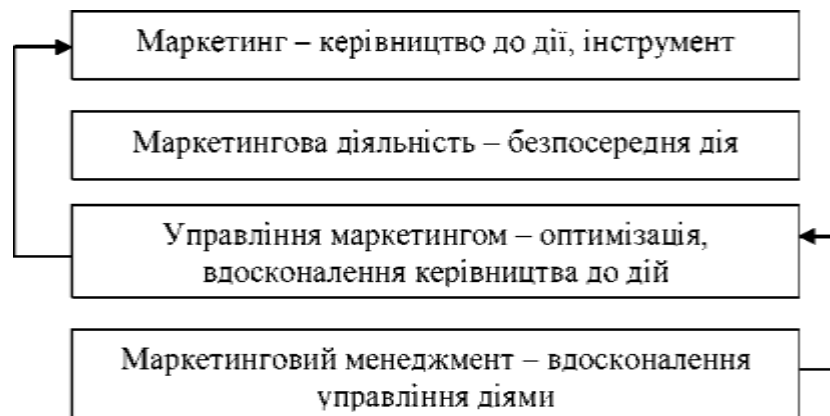 Маркетинг – керівництво до дії, інструмент
Маркетингова діяльність – безпосередня дія
Управління маркетингом – оптимізація,
вдосконалення керівництва до дій
Маркетинговий менеджмент – вдосконалення
управління діями